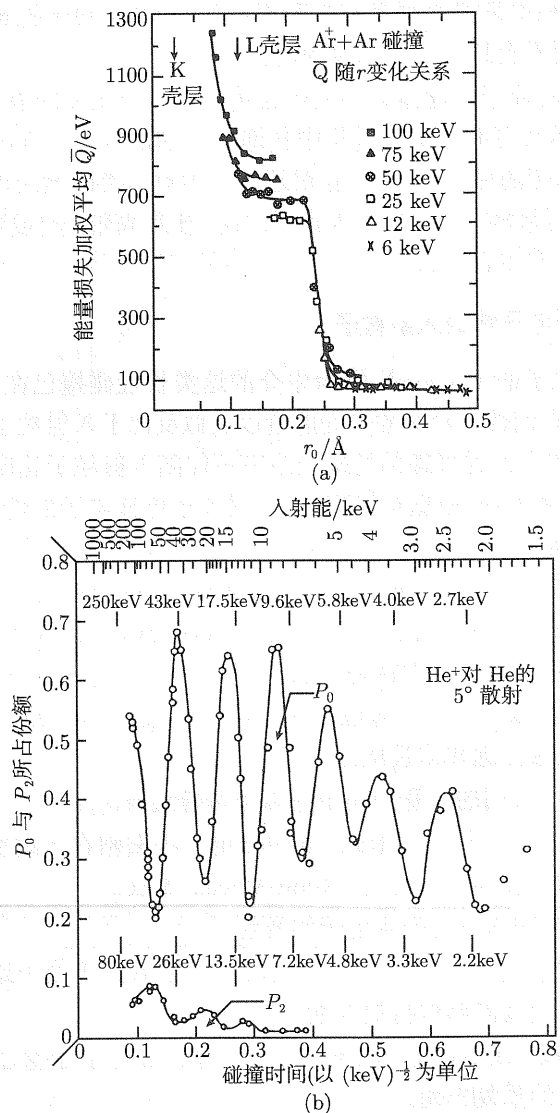 1300
1100
900
700
500
300
100
0
能量损失加权平均 Q̅/eV
K
壳层
L壳层
Ar⁺+Ar 碰撞
Q̅ 随r变化关系
100 keV
75 keV
50 keV
25 keV
12 keV
6 keV
0 0.1 0.2 0.3 0.4 0.5
r₀/Å
(a)
入射能/keV
1000 500 200 100 50 40 30 20 15 10 5 4 3.0 2.5 2.0 1.5
0.8
0.7
0.6
0.5
0.4
0.3
0.2
0.1
0
P₀ 与 P₂所占份额
250keV 43keV 17.5keV 9.6keV 5.8keV 4.0keV 2.7keV
He⁺对 He的
5° 散射
P₀
80keV 26keV 13.5keV 7.2keV 4.8keV 3.3keV 2.2keV
P₂
0 0.1 0.2 0.3 0.4 0.5 0.6 0.7 0.8
碰撞时间(以 (keV)^-1/2 为单位
(b)